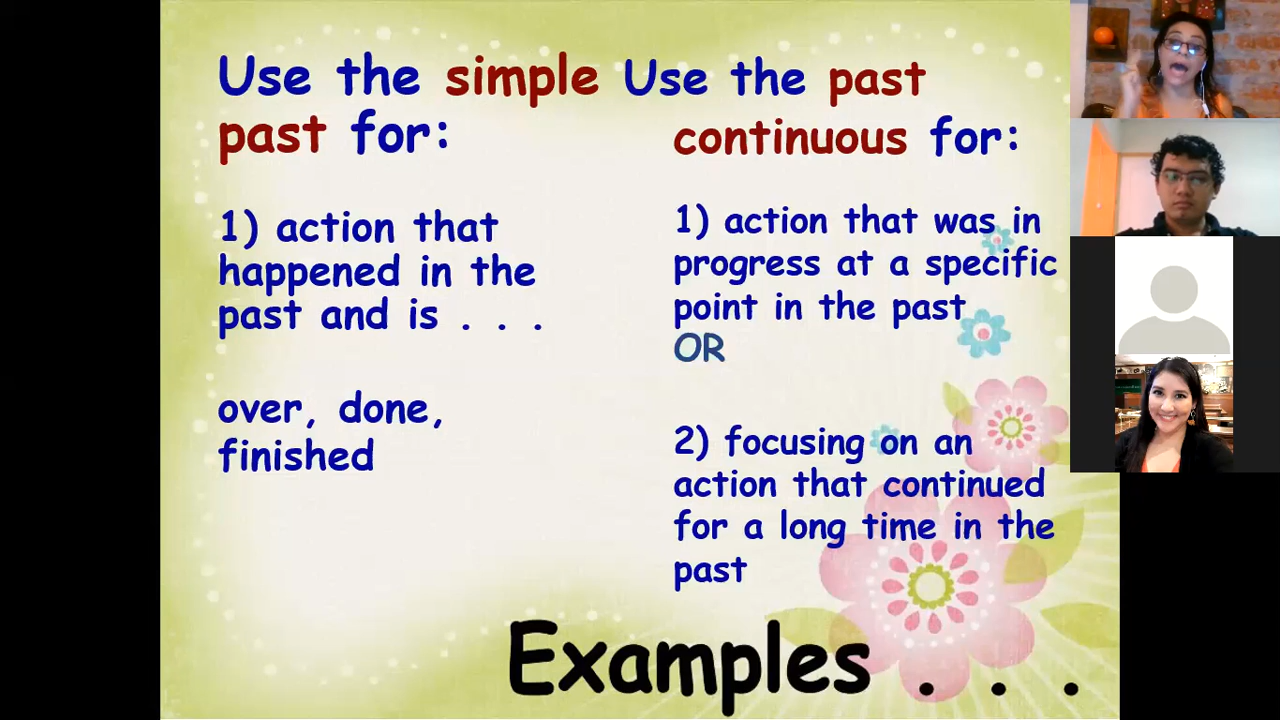 Use the simple
past for:
1) action that
happened in the
past and is . . .
over, done,
finished
Use the past
continuous for:
1) action that was in
progress at a specific
point in the past
OR
2) focusing on an
action that continued
for a long time in the
past
Examples . . .